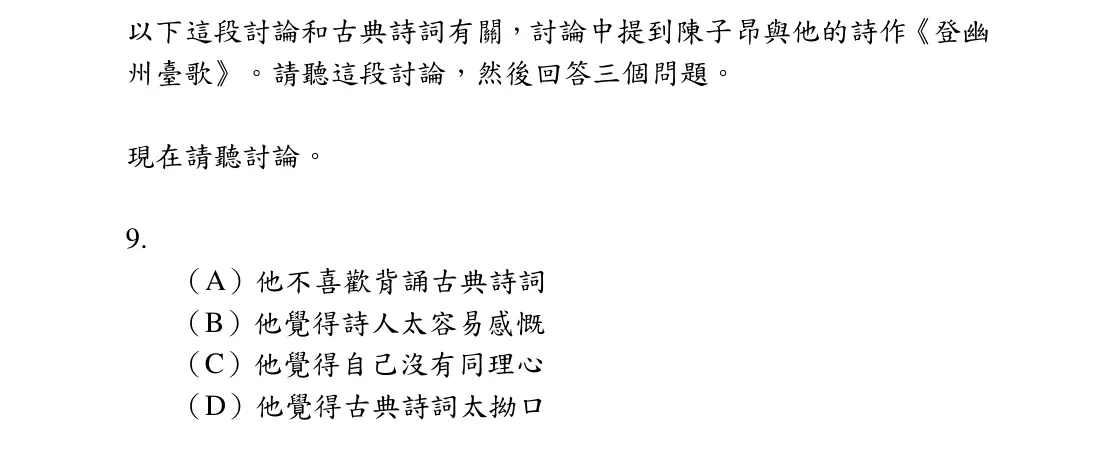 以下這段討論和古典詩詞有關，討論中提到陳子昂與他的詩作《登幽
州臺歌》。請聽這段討論，然後回答三個問題。
現在請聽討論。
9.
（A）他不喜歡背誦古典詩詞
（B）他覺得詩人太容易感慨
（C）他覺得自己沒有同理心
（D）他覺得古典詩詞太拗口